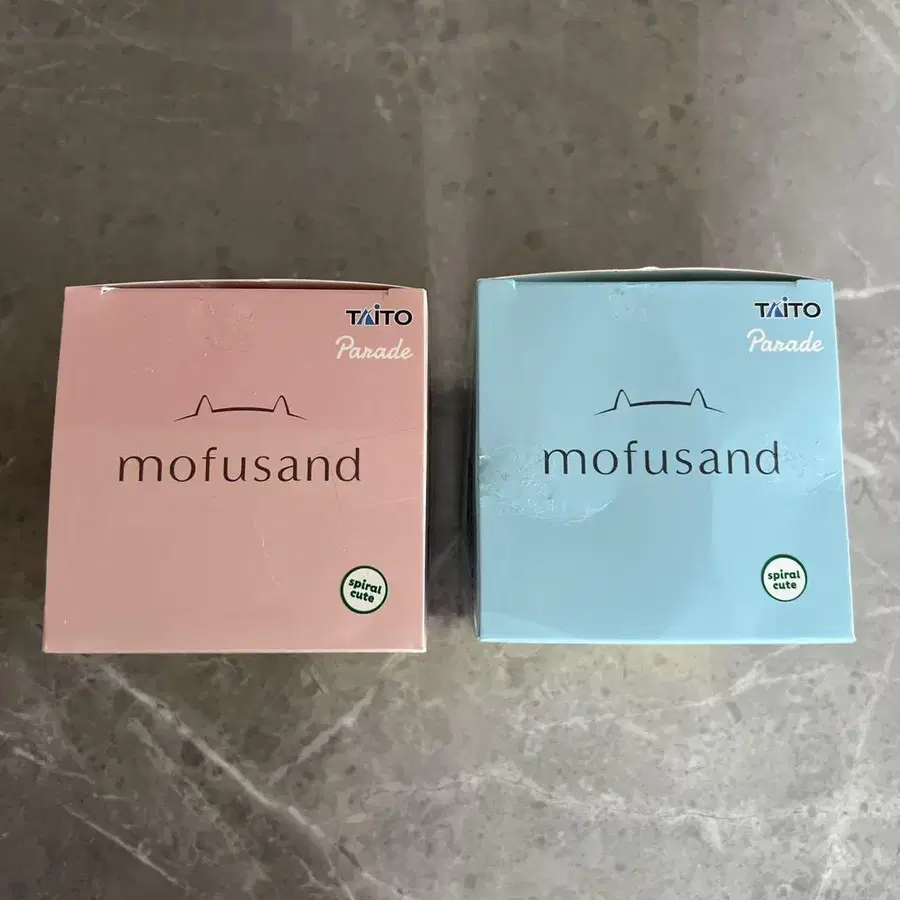 TAITO
Parade
mofusand
spiral
cute
TAITO
Parade
mofusand
spiral
cute